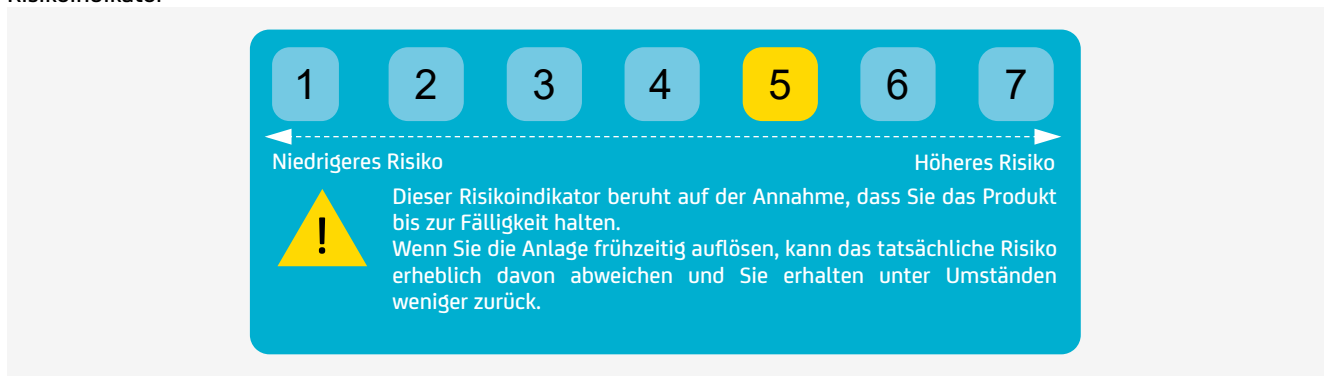 Risikoindikator
1 2 3 4 5 6 7
Niedrigeres Risiko Höheres Risiko
Dieser Risikoindikator beruht auf der Annahme, dass Sie das Produkt
bis zur Fälligkeit halten.
!
Wenn Sie die Anlage frühzeitig auflösen, kann das tatsächliche Risiko
erheblich davon abweichen und Sie erhalten unter Umständen
weniger zurück.